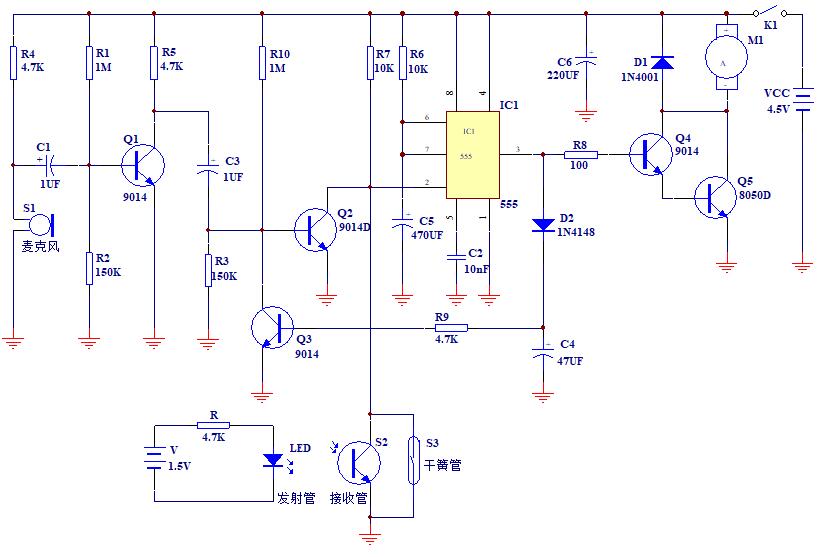 R4
4.7K
R1
1M
R5
4.7K
R10
1M
R7
10K
R6
10K
C6
220UF
D1
1N4001
K1
M1
+
A
-
VCC
4.5V
8
4
IC1
IC1
555
555
6
7
2
3
5
1
C1
1UF
Q1
9014
C3
1UF
R8
100
Q4
9014
Q5
8050D
S1
麦克风
R2
150K
R3
150K
Q2
9014D
C5
470UF
C2
10nF
D2
1N4148
Q3
9014
R9
4.7K
C4
47UF
R
4.7K
V
1.5V
LED
发射管
S2
接收管
S3
干簧管